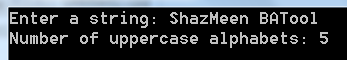 Enter a string: ShazMeen BATool
Number of uppercase alphabets: 5